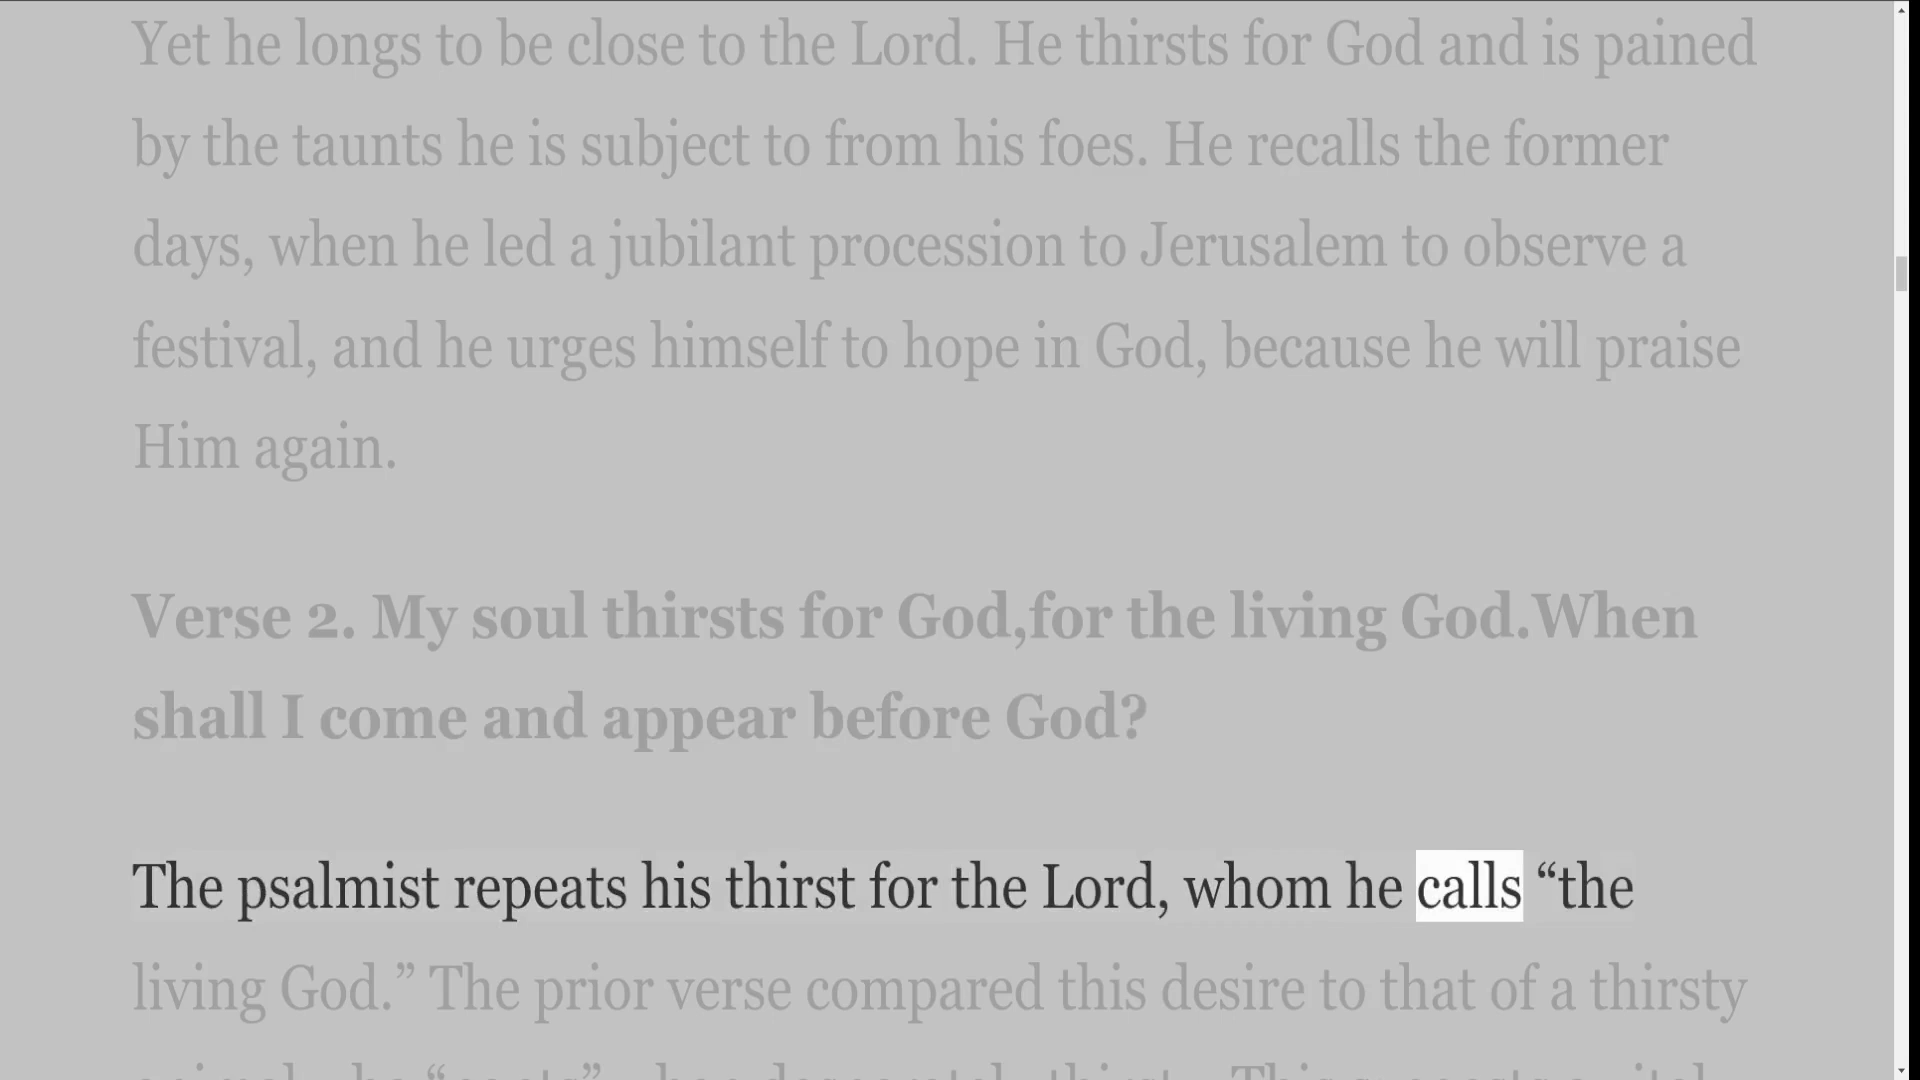 Yet he longs to be close to the Lord. He thirsts for God and is pained
by the taunts he is subject to from his foes. He recalls the former
days, when he led a jubilant procession to Jerusalem to observe a
festival, and he urges himself to hope in God, because he will praise
Him again.
Verse 2. My soul thirsts for God,for the living God.When
shall I come and appear before God?
The psalmist repeats his thirst for the Lord, whom he calls “the
living God.” The prior verse compared this desire to that of a thirsty